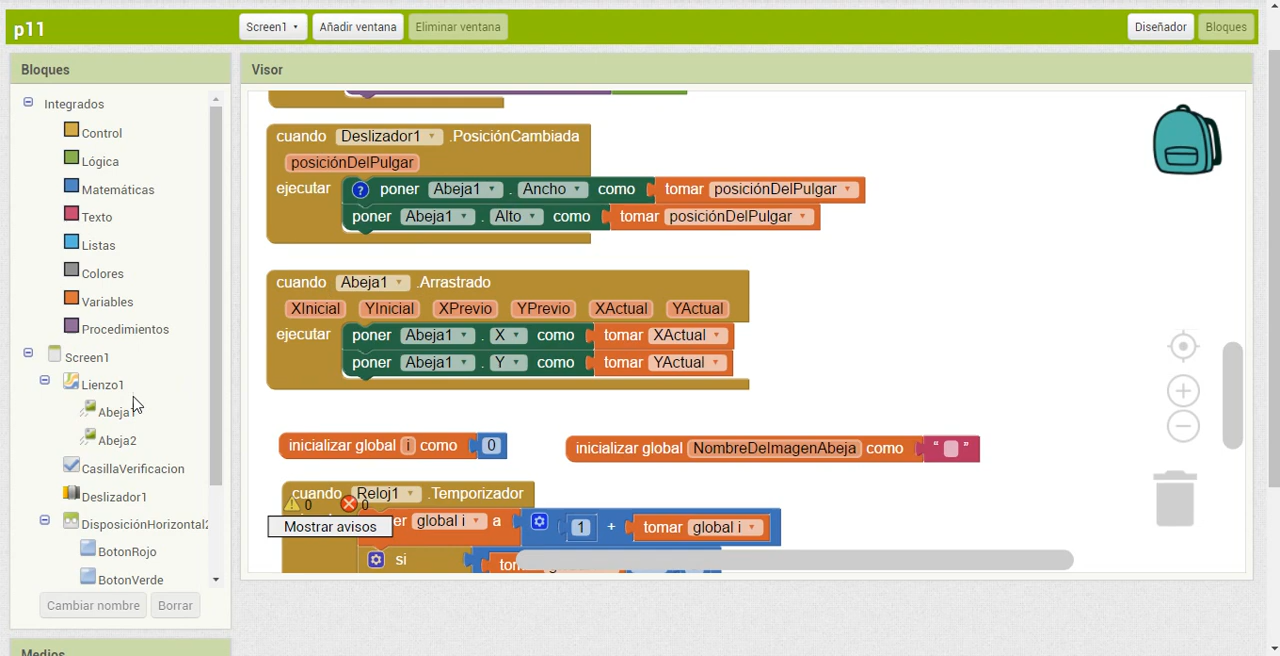 p11
Screen1
Añadir ventana
Eliminar ventana
Diseñador
Bloques
Bloques
Integrados
Control
Lógica
Matemáticas
Texto
Listas
Colores
Variables
Procedimientos
Screen1
Lienzo1
Abeja
Abeja2
CasillaVerificacion
Deslizador1
DisposiciónHorizontal2
BotonRojo
BotonVerde
Cambiar nombre
Borrar
Visor
cuando Deslizador1 .PosiciónCambiada
posiciónDelPulgar
ejecutar ? poner Abeja1 . Ancho como tomar posiciónDelPulgar
poner Abeja1 . Alto como tomar posiciónDelPulgar
cuando Abeja1 .Arrastrado
XInicial YInicial XPrevio YPrevio XActual YActual
ejecutar poner Abeja1 . X como tomar XActual
poner Abeja1 . Y como tomar YActual
inicializar global i como 0
inicializar global NombreDeImagenAbeja como “ ”
cuando Reloj1 .Temporizador
0 0
Mostrar avisos
global i a 1 + tomar global i
si